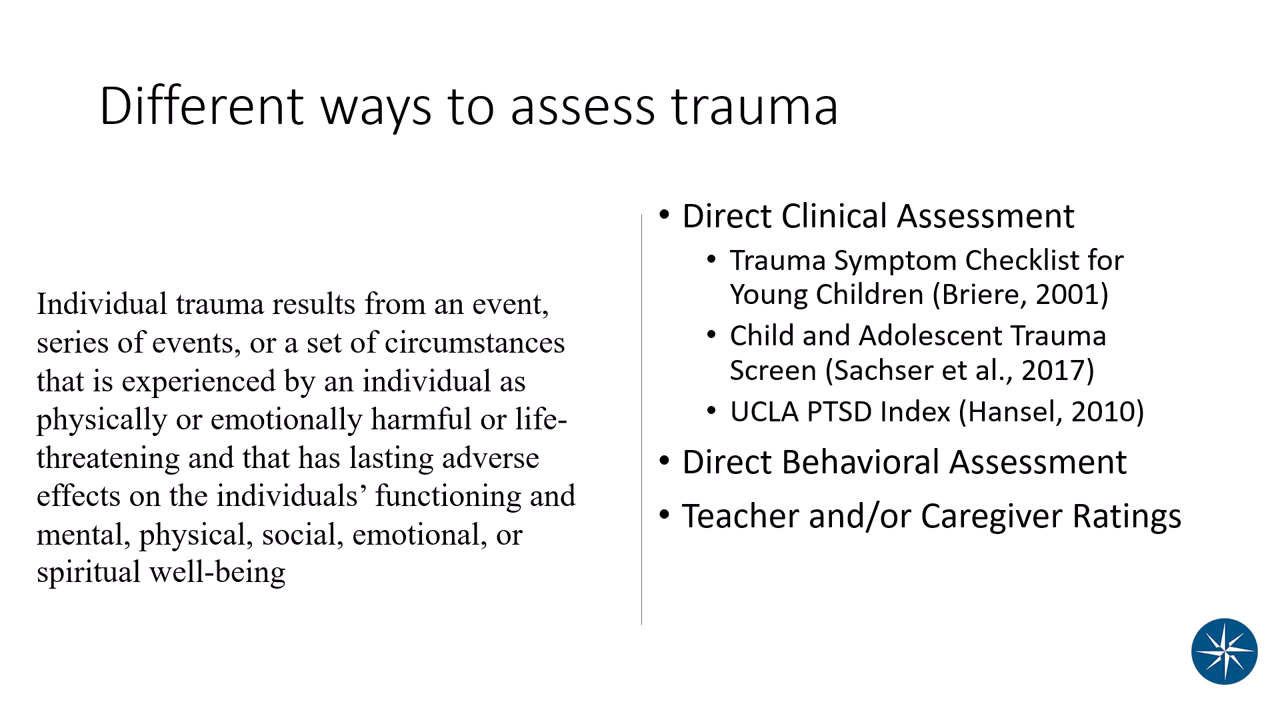 Different ways to assess trauma
Individual trauma results from an event,
series of events, or a set of circumstances
that is experienced by an individual as
physically or emotionally harmful or life-
threatening and that has lasting adverse
effects on the individuals’ functioning and
mental, physical, social, emotional, or
spiritual well-being
• Direct Clinical Assessment
• Trauma Symptom Checklist for
Young Children (Briere, 2001)
• Child and Adolescent Trauma
Screen (Sachser et al., 2017)
• UCLA PTSD Index (Hansel, 2010)
• Direct Behavioral Assessment
• Teacher and/or Caregiver Ratings